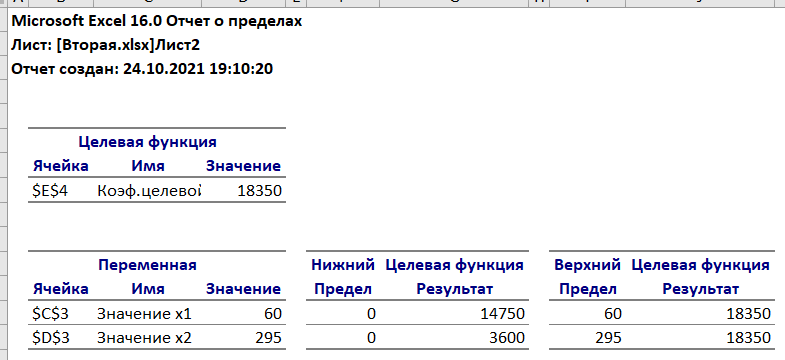 Microsoft Excel 16.0 Отчет о пределах
Лист: [Вторая.xlsx]Лист2
Отчет создан: 24.10.2021 19:10:20
Целевая функция
Ячейка Имя Значение
$E$4 Коэф.целевой 18350
Переменная Нижний Целевая функция Верхний Целевая функция
Ячейка Имя Значение Предел Результат Предел Результат
$C$3 Значение x1 60 0 14750 60 18350
$D$3 Значение x2 295 0 3600 295 18350